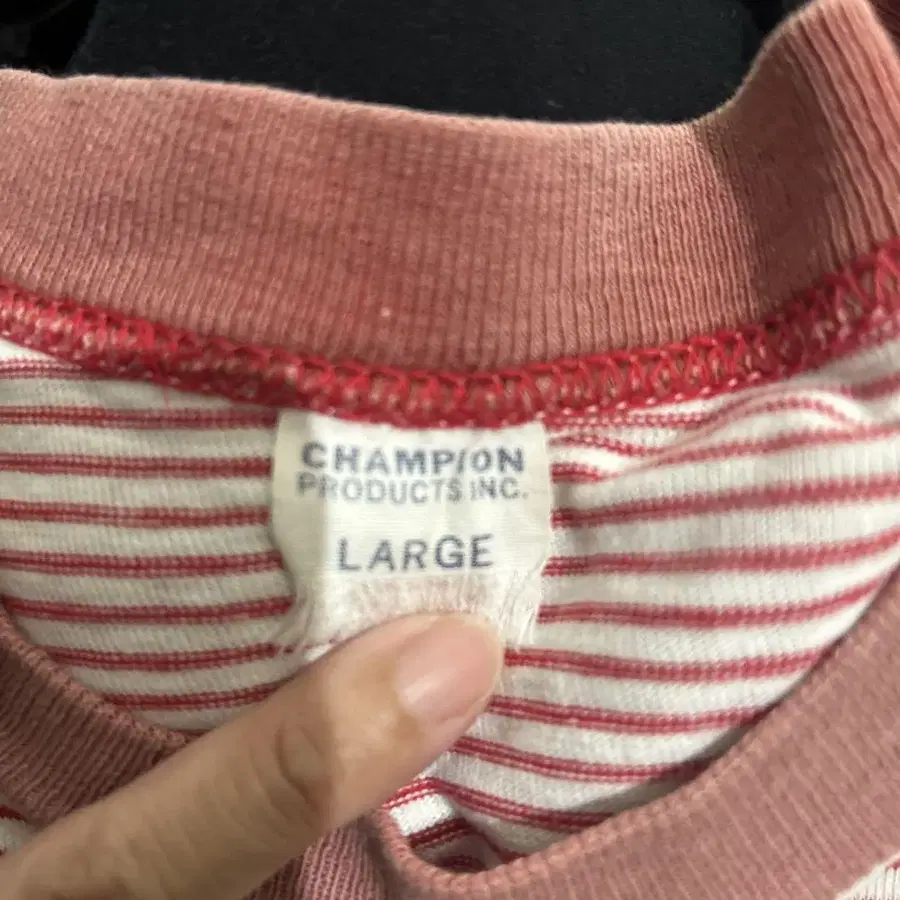 CHAMPION
PRODUCTS INC.
LARGE